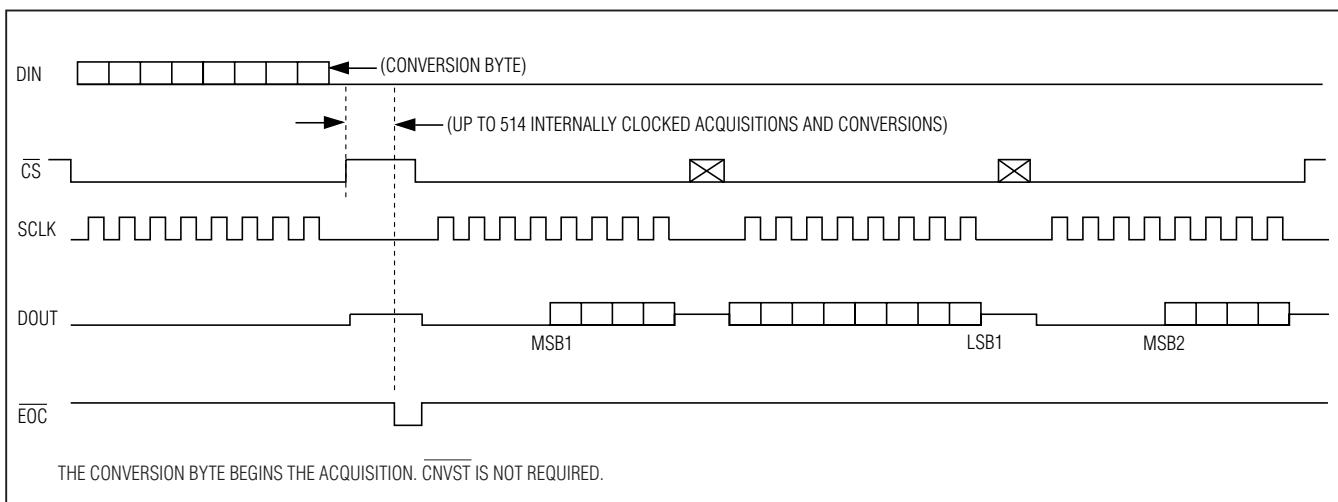 DIN
(CONVERSION BYTE)
(UP TO 514 INTERNALLY CLOCKED ACQUISITIONS AND CONVERSIONS)
CS
SCLK
DOUT
MSB1
LSB1
MSB2
EOC
THE CONVERSION BYTE BEGINS THE ACQUISITION. CNVST IS NOT REQUIRED.